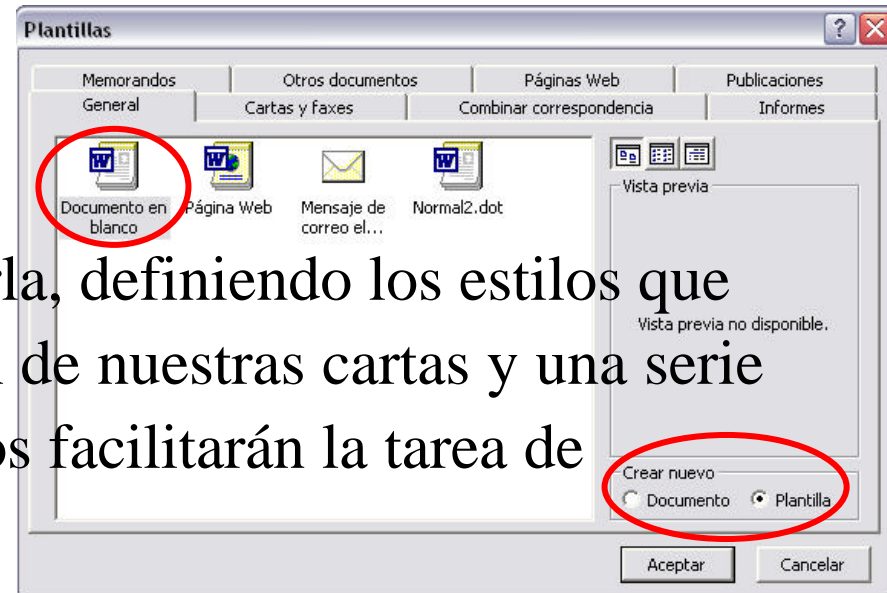 Plantillas
Memorandos Otros documentos Páginas Web Publicaciones
General Cartas y faxes Combinar correspondencia Informes
Documento en blanco
Página Web
Mensaje de correo el...
Normal2.dot
Vista previa
rla, definiendo los estilos que
Vista previa no disponible.
de nuestras cartas y una serie
os facilitarán la tarea de
Crear nuevo
Documento Plantilla
Aceptar Cancelar